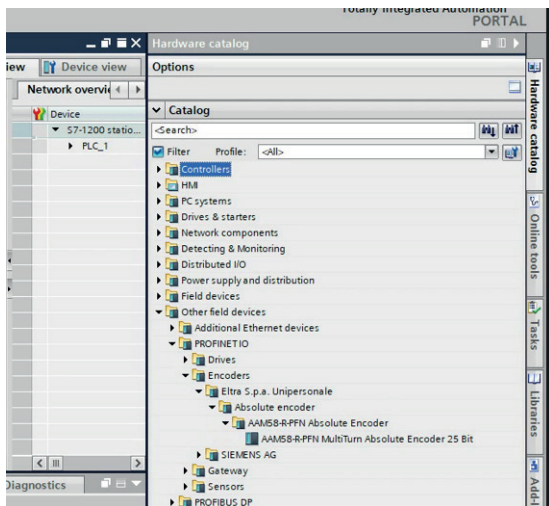 Totally Integrated Automation
PORTAL
Hardware catalog
iew
Device view
Options
Network overvie
Device
S7-1200 statio...
PLC_1
Catalog
<Search>
Filter
Profile:
<All>
Controllers
HMI
PC systems
Drives & starters
Network components
Detecting & Monitoring
Distributed I/O
Power supply and distribution
Field devices
Other field devices
Additional Ethernet devices
PROFINET IO
Drives
Encoders
Eltra S.p.a. Unipersonale
Absolute encoder
AAM58-R-PFN Absolute Encoder
AAM58-R-PFN MultiTurn Absolute Encoder 25 Bit
SIEMENS AG
Gateway
Sensors
PROFIBUS DP
Diagnostics
Hardware catalog
Online tools
Tasks
Libraries
Add-I